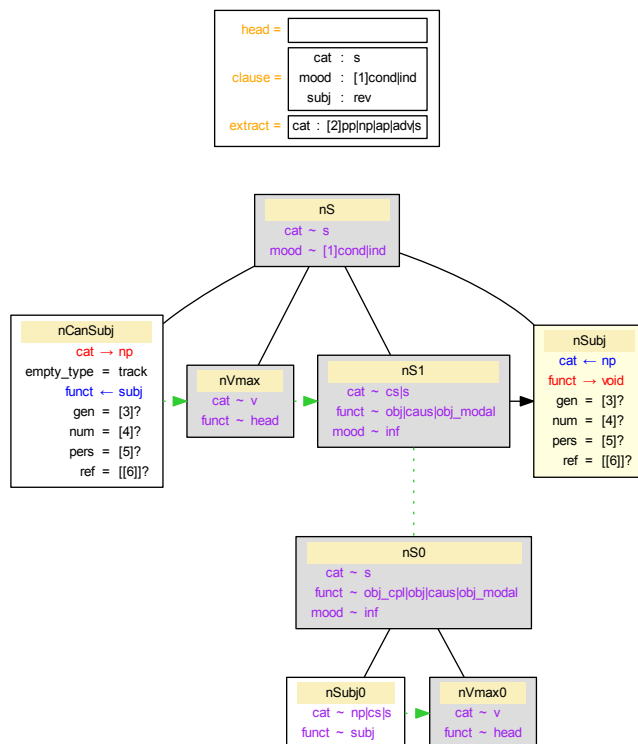 head =
clause =
cat : s
mood : [1]cond|ind
subj : rev
extract =
cat : [2]pp|np|ap|adv|s
nS
cat ~ s
mood ~ [1]cond|ind
nCanSubj
cat → np
empty_type = track
funct ← subj
gen = [3]?
num = [4]?
pers = [5]?
ref = [[6]]?
nVmax
cat ~ v
funct ~ head
nS1
cat ~ cs|s
funct ~ obj|caus|obj_modal
mood ~ inf
nSubj
cat ← np
funct → void
gen = [3]?
num = [4]?
pers = [5]?
ref = [[6]]?
nS0
cat ~ s
funct ~ obj_cpl|obj|caus|obj_modal
mood ~ inf
nSubj0
cat ~ np|cs|s
funct ~ subj
nVmax0
cat ~ v
funct ~ head